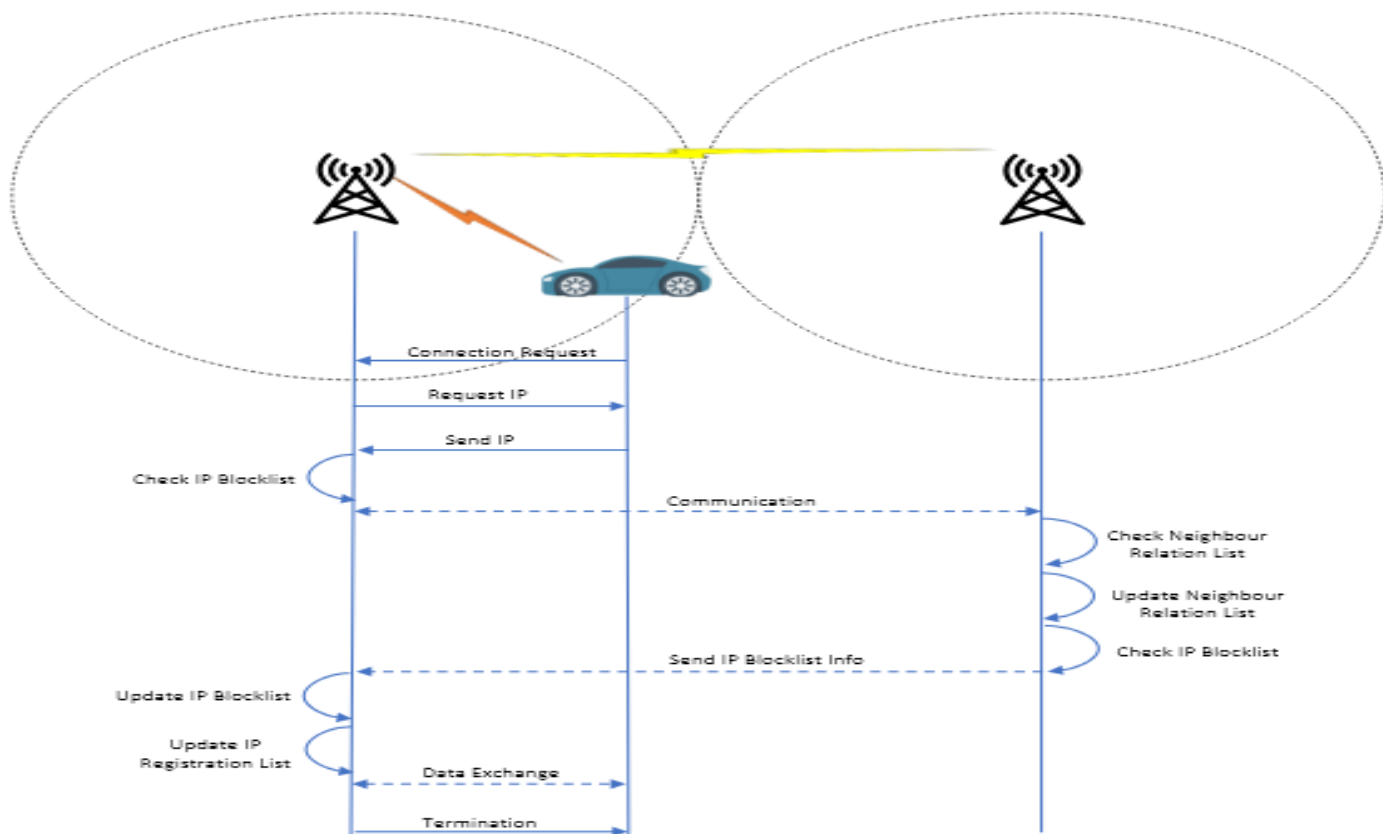 Connection Request
Request IP
Send IP
Check IP Blocklist
Communication
Check Neighbour
Relation List
Update Neighbour
Relation List
Check IP Blocklist
Send IP Blocklist Info
Update IP Blocklist
Update IP
Registration List
Data Exchange
Termination